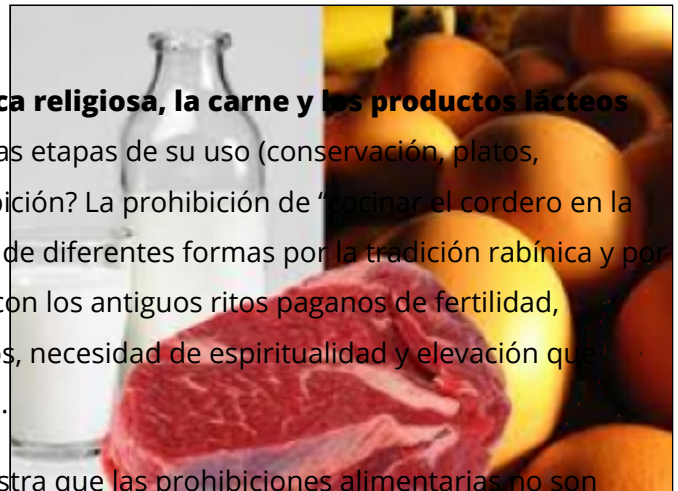 ca religiosa, la carne y los productos lácteos
as etapas de su uso (conservación, platos,
bición? La prohibición de “cocinar el cordero en la
de diferentes formas por la tradición rabínica y por
con los antiguos ritos paganos de fertilidad,
os, necesidad de espiritualidad y elevación que
.
stra que las prohibiciones alimentarias no son